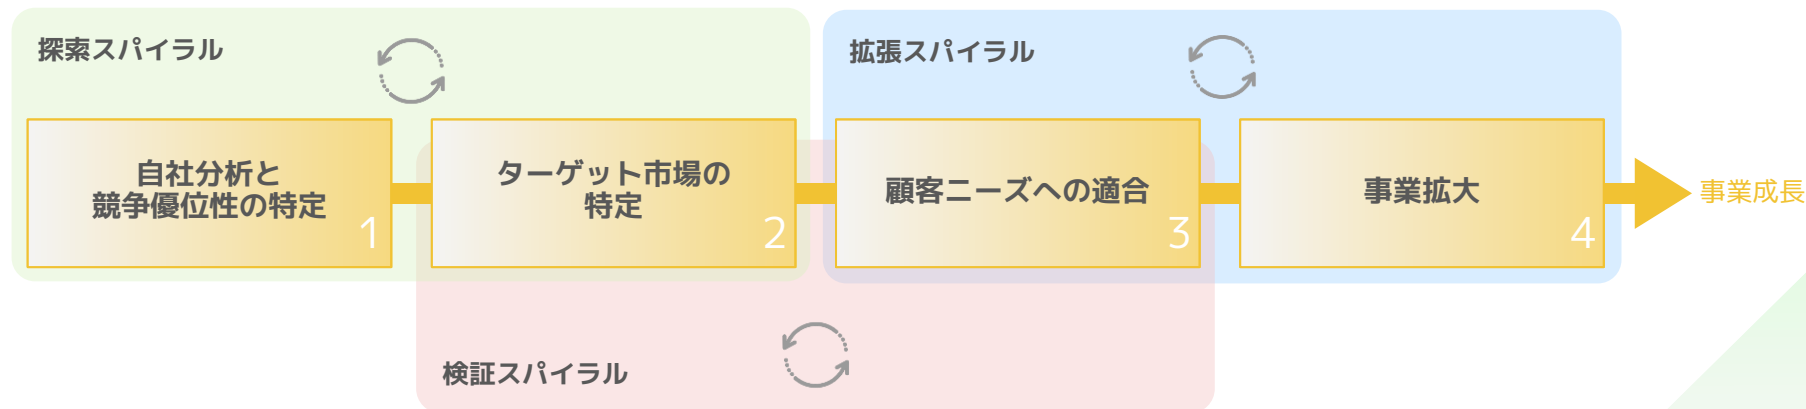 探索スパイラル
拡張スパイラル
自社分析と
競争優位性の特定
1
ターゲット市場の
特定
2
顧客ニーズへの適合
3
事業拡大
4
事業成長
検証スパイラル